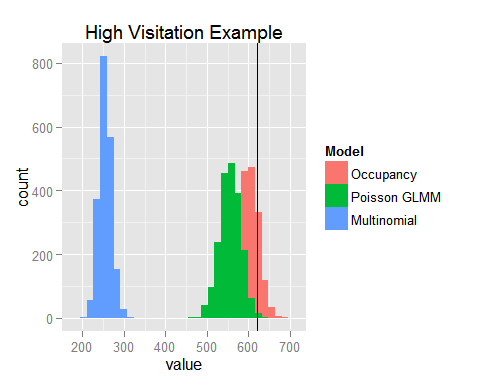 High Visitation Example
800
600
400
200
0
count
200 300 400 500 600 700
value
Model
Occupancy
Poisson GLMM
Multinomial